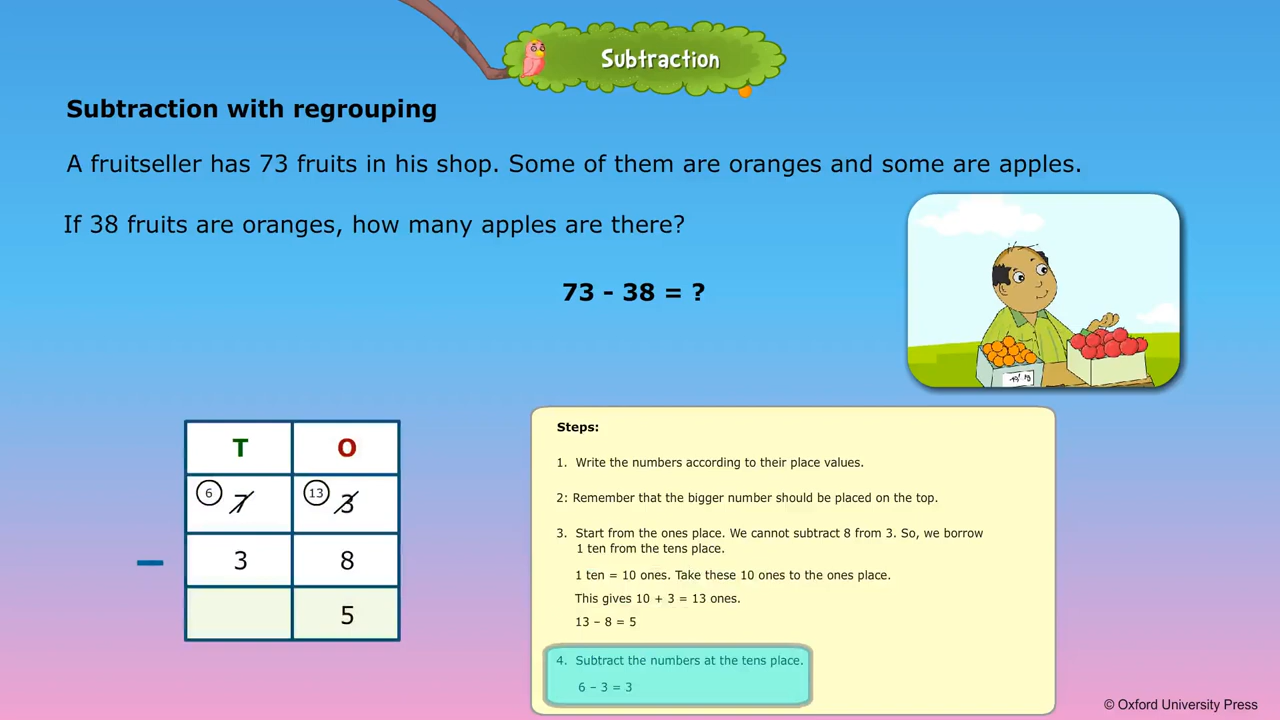 Subtraction
Subtraction with regrouping
A fruitseller has 73 fruits in his shop. Some of them are oranges and some are apples.
If 38 fruits are oranges, how many apples are there?
73 - 38 = ?
T O
6 7 13 3
– 3 8
5
Steps:
1. Write the numbers according to their place values.
2: Remember that the bigger number should be placed on the top.
3. Start from the ones place. We cannot subtract 8 from 3. So, we borrow
1 ten from the tens place.
1 ten = 10 ones. Take these 10 ones to the ones place.
This gives 10 + 3 = 13 ones.
13 – 8 = 5
4. Subtract the numbers at the tens place.
6 – 3 = 3
© Oxford University Press